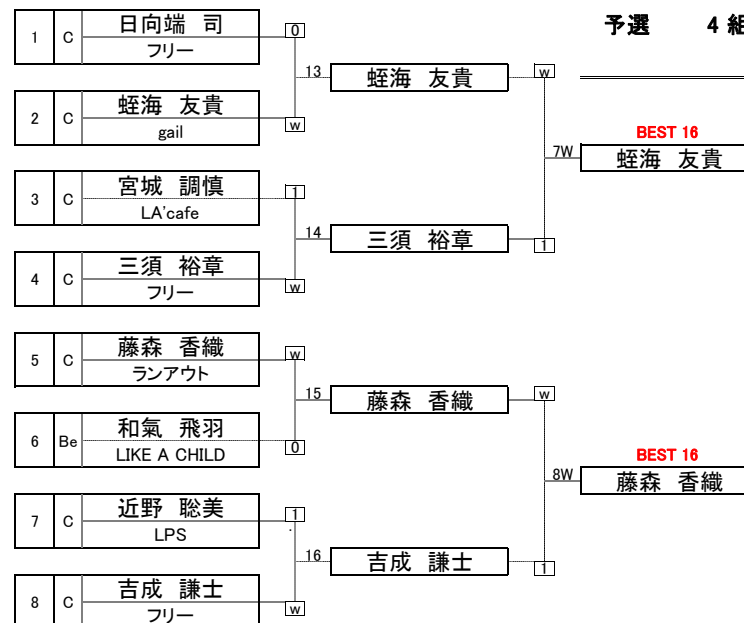 予選 4 組
1 C 日向端 司 0
フリー
13 蛭海 友貴 w
2 C 蛭海 友貴 w
gail
BEST 16
7W 蛭海 友貴
3 C 宮城 調慎 1
LA'cafe
14 三須 裕章 1
4 C 三須 裕章 w
フリー
5 C 藤森 香織 w
ランアウト
15 藤森 香織 w
6 Be 和氣 飛羽 0
LIKE A CHILD
BEST 16
8W 藤森 香織
7 C 近野 聡美 1
LPS
16 吉成 謙士 1
8 C 吉成 謙士 w
フリー